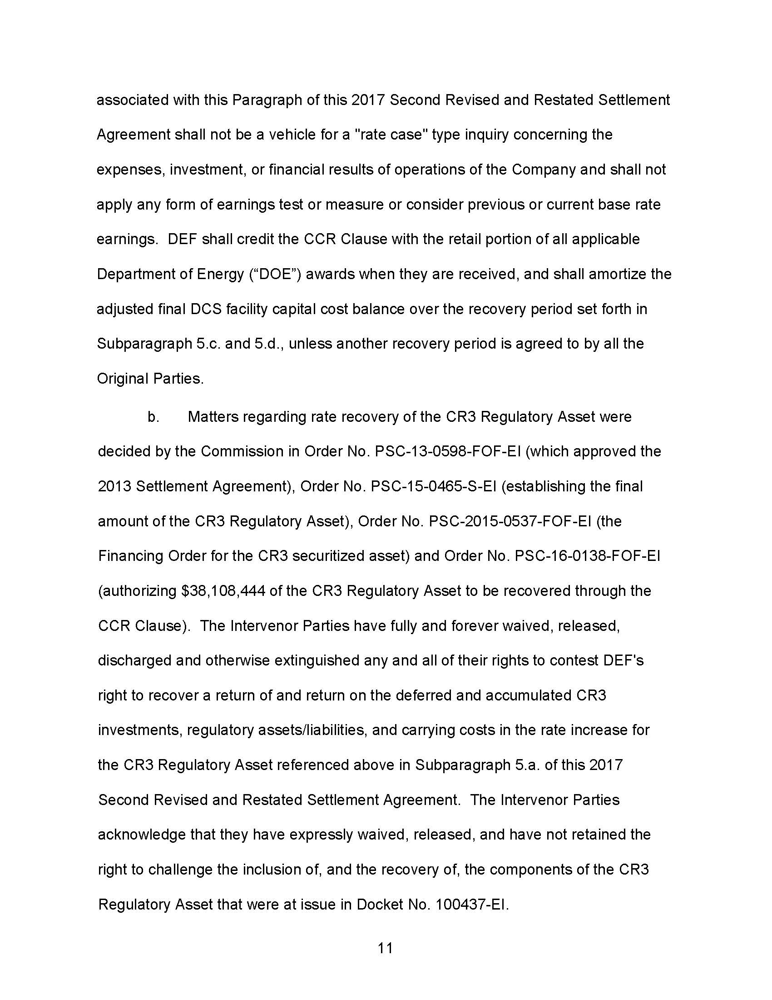 associated with this Paragraph of this 2017 Second Revised and Restated Settlement
Agreement shall not be a vehicle for a "rate case" type inquiry concerning the
expenses, investment, or financial results of operations of the Company and shall not
apply any form of earnings test or measure or consider previous or current base rate
earnings.  DEF shall credit the CCR Clause with the retail portion of all applicable
Department of Energy (“DOE”) awards when they are received, and shall amortize the
adjusted final DCS facility capital cost balance over the recovery period set forth in
Subparagraph 5.c. and 5.d., unless another recovery period is agreed to by all the
Original Parties.
b. Matters regarding rate recovery of the CR3 Regulatory Asset were
decided by the Commission in Order No. PSC-13-0598-FOF-EI (which approved the
2013 Settlement Agreement), Order No. PSC-15-0465-S-EI (establishing the final
amount of the CR3 Regulatory Asset), Order No. PSC-2015-0537-FOF-EI (the
Financing Order for the CR3 securitized asset) and Order No. PSC-16-0138-FOF-EI
(authorizing $38,108,444 of the CR3 Regulatory Asset to be recovered through the
CCR Clause).  The Intervenor Parties have fully and forever waived, released,
discharged and otherwise extinguished any and all of their rights to contest DEF's
right to recover a return of and return on the deferred and accumulated CR3
investments, regulatory assets/liabilities, and carrying costs in the rate increase for
the CR3 Regulatory Asset referenced above in Subparagraph 5.a. of this 2017
Second Revised and Restated Settlement Agreement.  The Intervenor Parties
acknowledge that they have expressly waived, released, and have not retained the
right to challenge the inclusion of, and the recovery of, the components of the CR3
Regulatory Asset that were at issue in Docket No. 100437-EI.
11